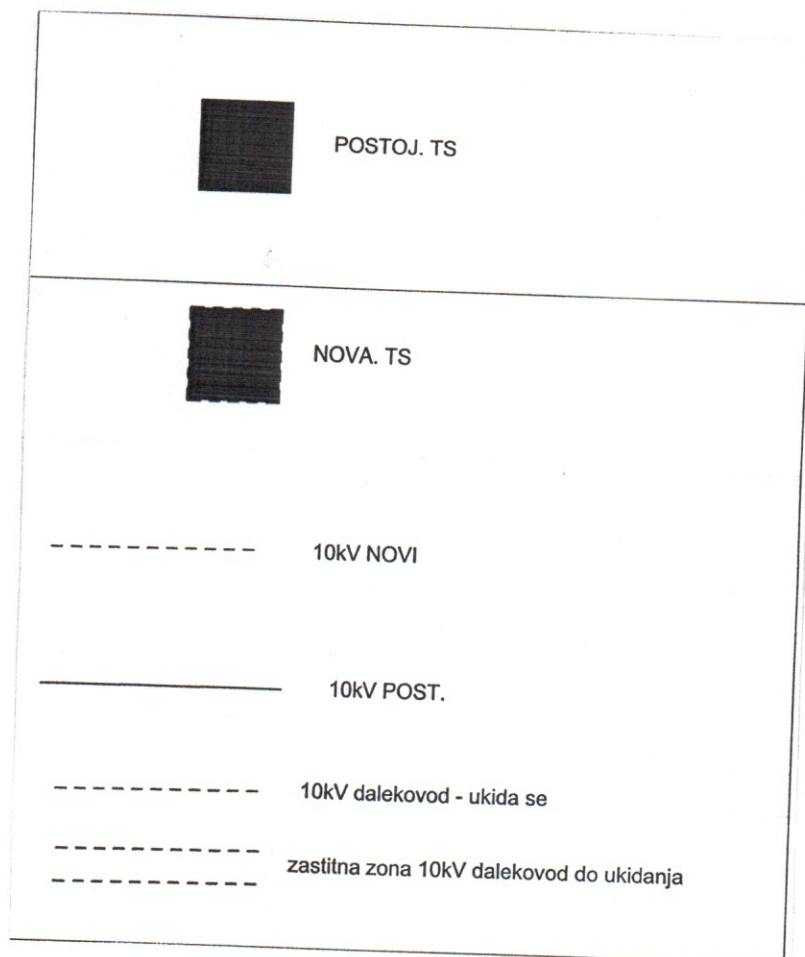 POSTOJ. TS
NOVA. TS
10kV NOVI
10kV POST.
10kV dalekovod - ukida se
zastitna zona 10kV dalekovod do ukidanja